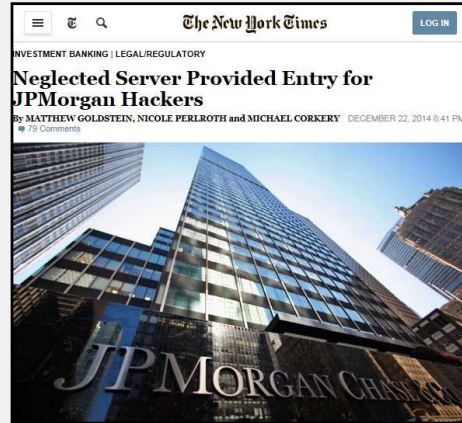 The New York Times
LOG IN
INVESTMENT BANKING | LEGAL/REGULATORY
Neglected Server Provided Entry for
JPMorgan Hackers
By MATTHEW GOLDSTEIN, NICOLE PERLROTH and MICHAEL CORKERY DECEMBER 22, 2014 8:41 PM
79 Comments
JPMORGAN CHASE & CO